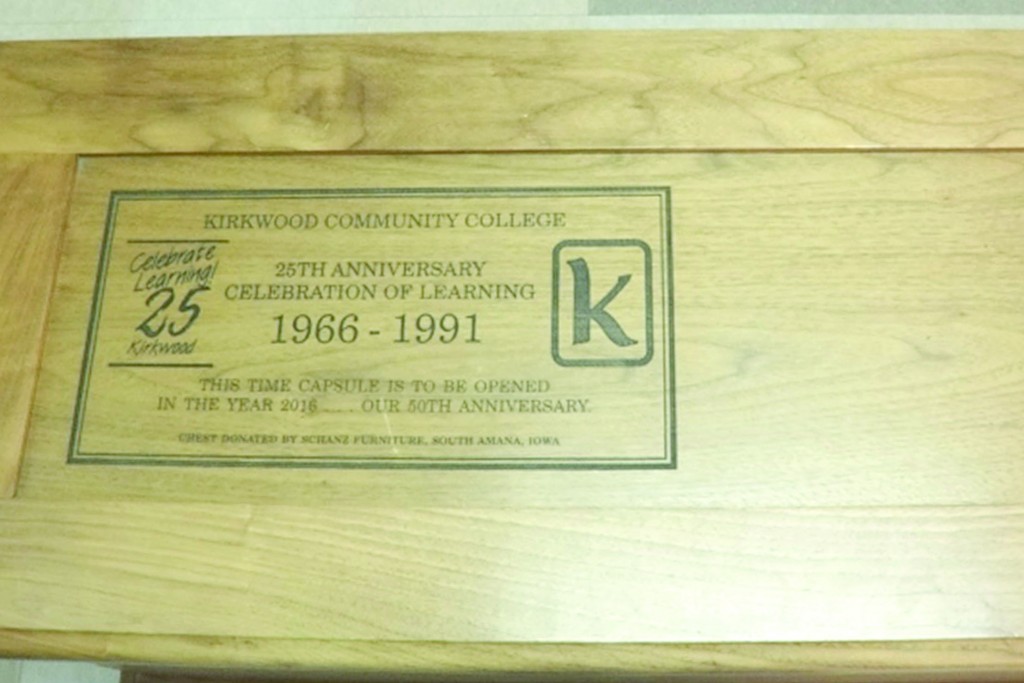 KIRKWOOD COMMUNITY COLLEGE
Celebrate
Learning!
25
Kirkwood
25TH ANNIVERSARY
CELEBRATION OF LEARNING
1966 - 1991
k
THIS TIME CAPSULE IS TO BE OPENED
IN THE YEAR 2016 .... OUR 50TH ANNIVERSARY.
CHEST DONATED BY SCHANZ FURNITURE, SOUTH AMANA, IOWA